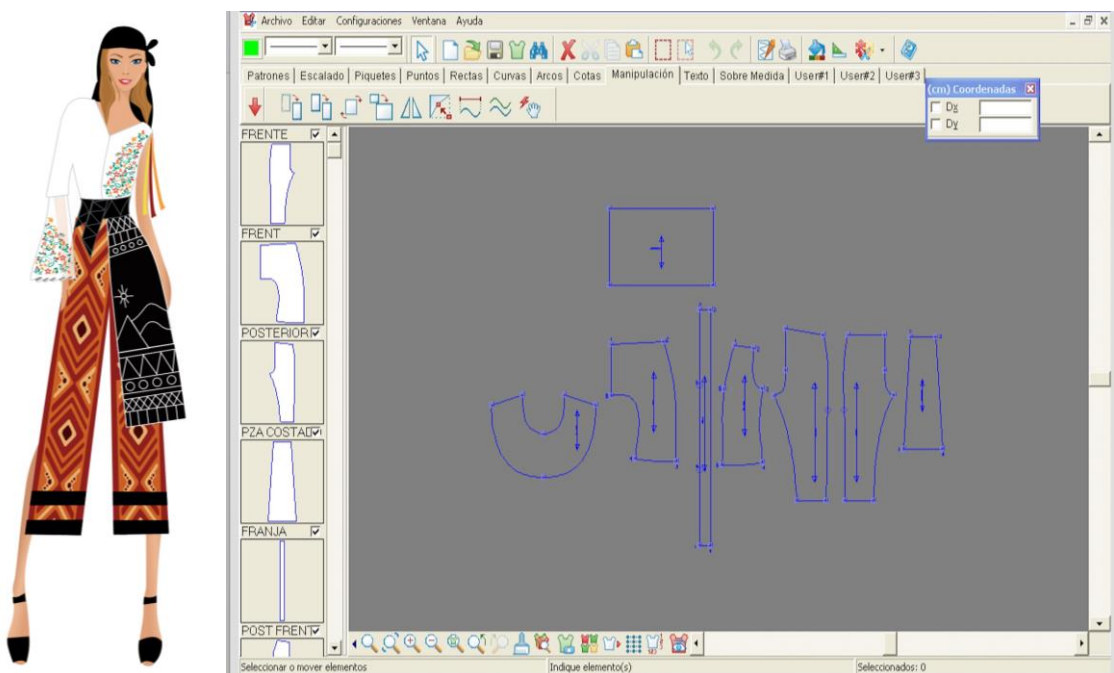 Archivo Editar Configuraciones Ventana Ayuda
Patrones Escalado Piquetes Puntos Rectas Curvas Arcos Cotas Manipulación Texto Sobre Medida User#1 User#2 User#3
(cm) Coordenadas
Dx
Dy
FRENTE
FRENT
POSTERIOR
PZA COSTAD
FRANJA
POST FRENT
Seleccionar o mover elementos Indique elemento(s) Seleccionados: 0